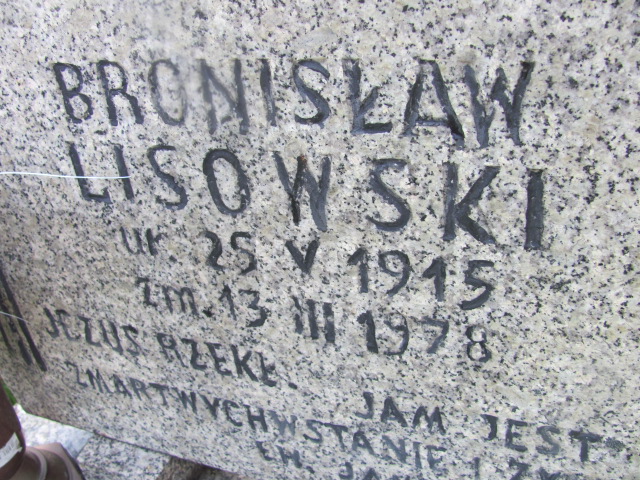 BRONISŁAW
LISOWSKI
UR. 25 V 1915
ZM. 13 III 1978
JEZUS RZEKŁ. JAM JEST
ZMARTWYCHWSTANIE I